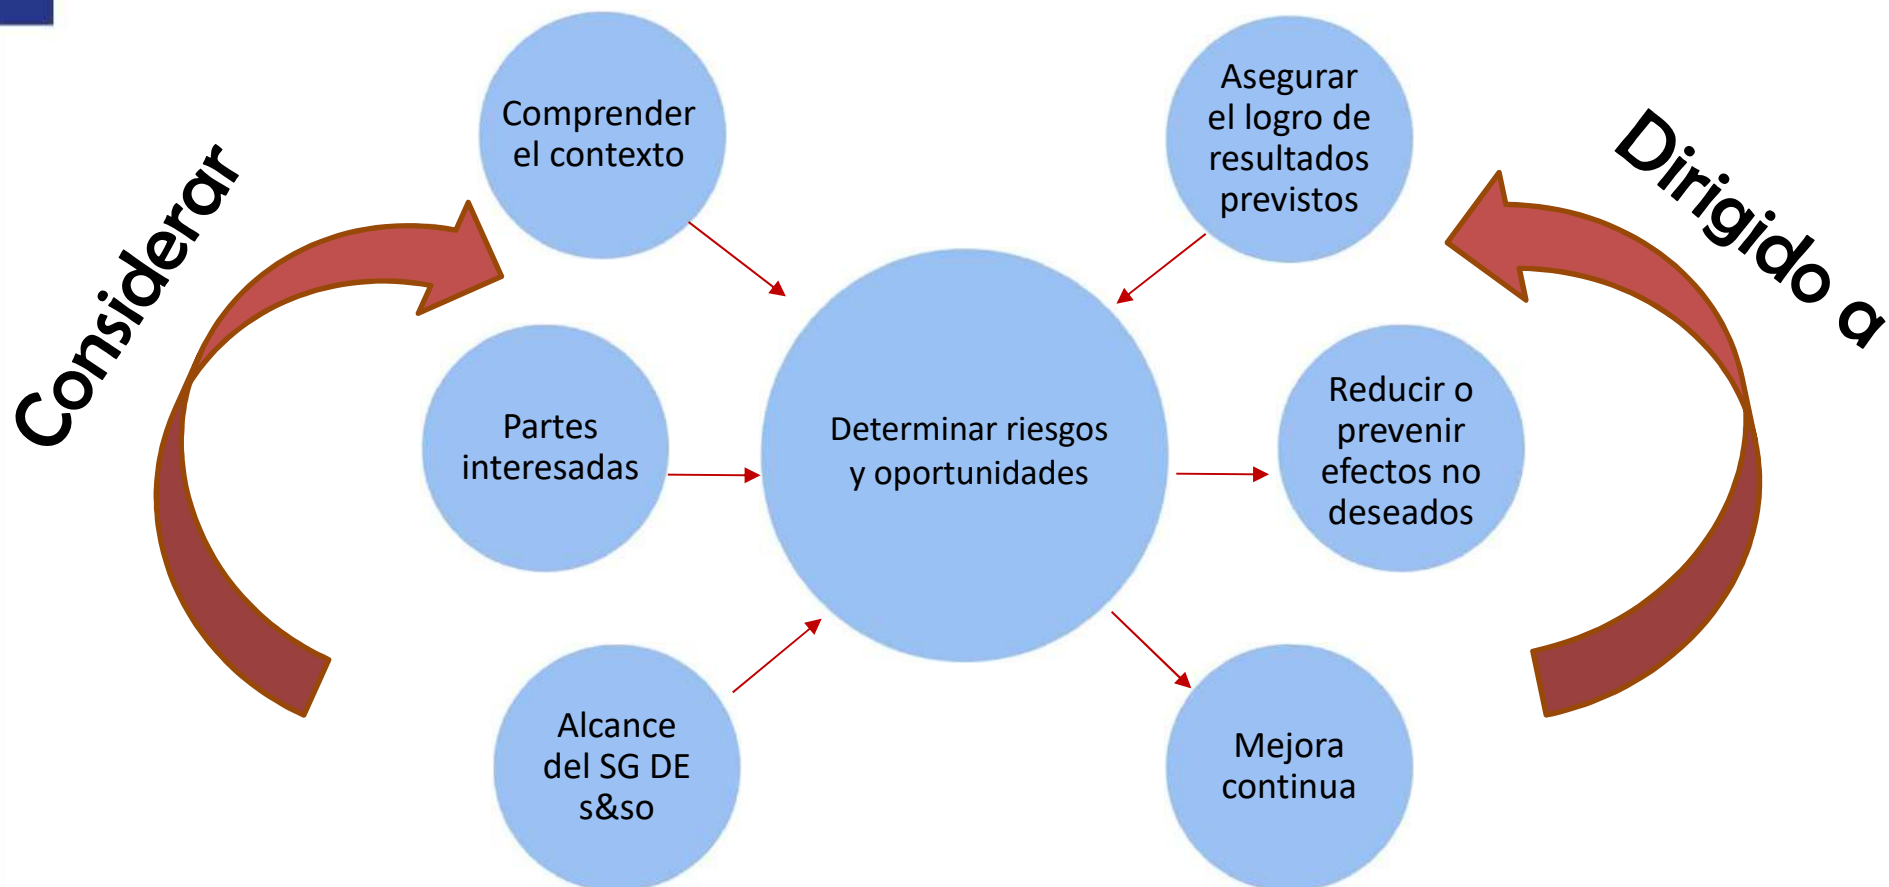 Considerar
Comprender
el contexto
Partes
interesadas
Alcance
del SG DE
s&so
Determinar riesgos
y oportunidades
Dirigido a
Asegurar
el logro de
resultados
previstos
Reducir o
prevenir
efectos no
deseados
Mejora
continua